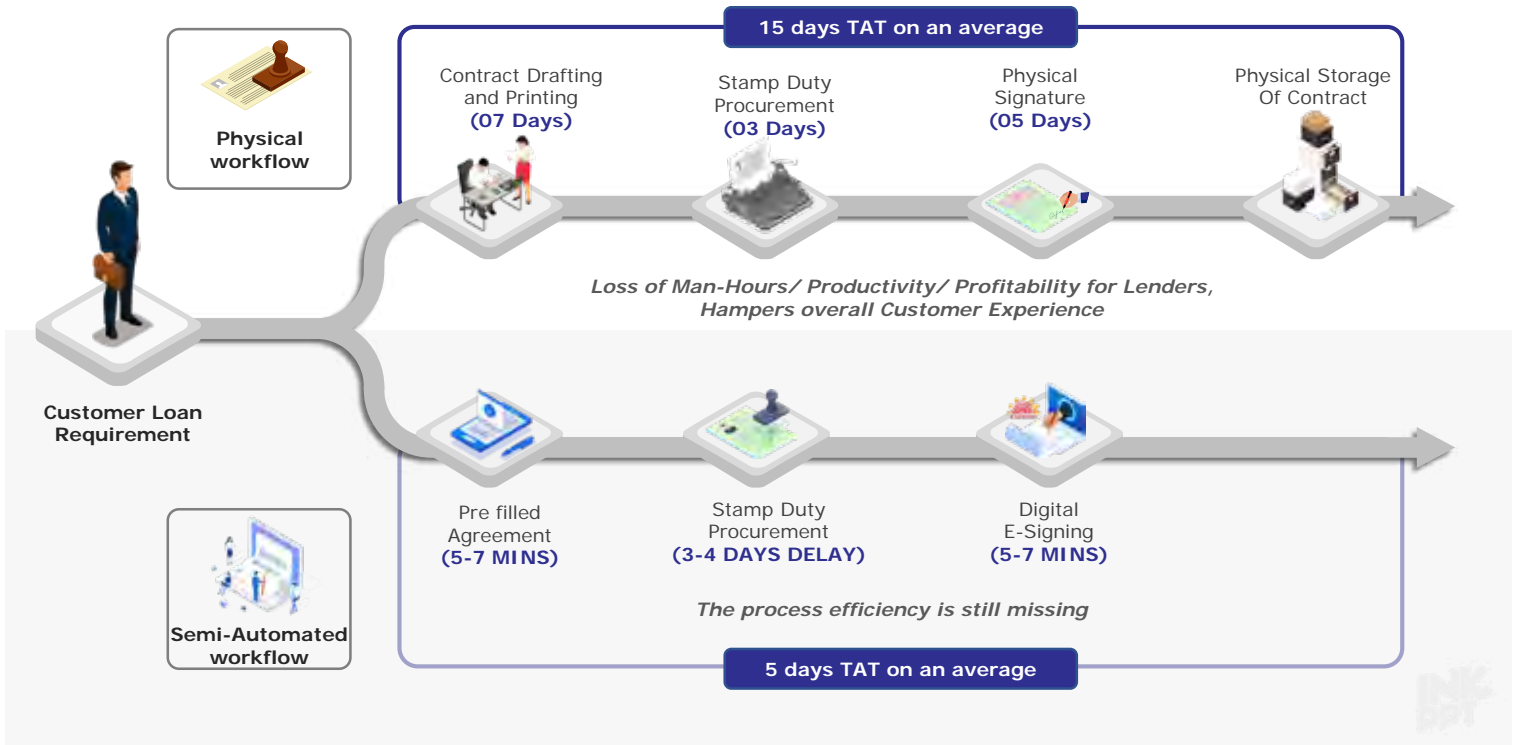 15 days TAT on an average
Physical
workflow
Contract Drafting
and Printing
(07 Days)
Stamp Duty
Procurement
(03 Days)
Physical
Signature
(05 Days)
Physical Storage
Of Contract
Loss of Man-Hours/ Productivity/ Profitability for Lenders,
Hampers overall Customer Experience
Customer Loan
Requirement
Pre filled
Agreement
(5-7 MINS)
Stamp Duty
Procurement
(3-4 DAYS DELAY)
Digital
E-Signing
(5-7 MINS)
The process efficiency is still missing
Semi-Automated
workflow
5 days TAT on an average
INK
PPT